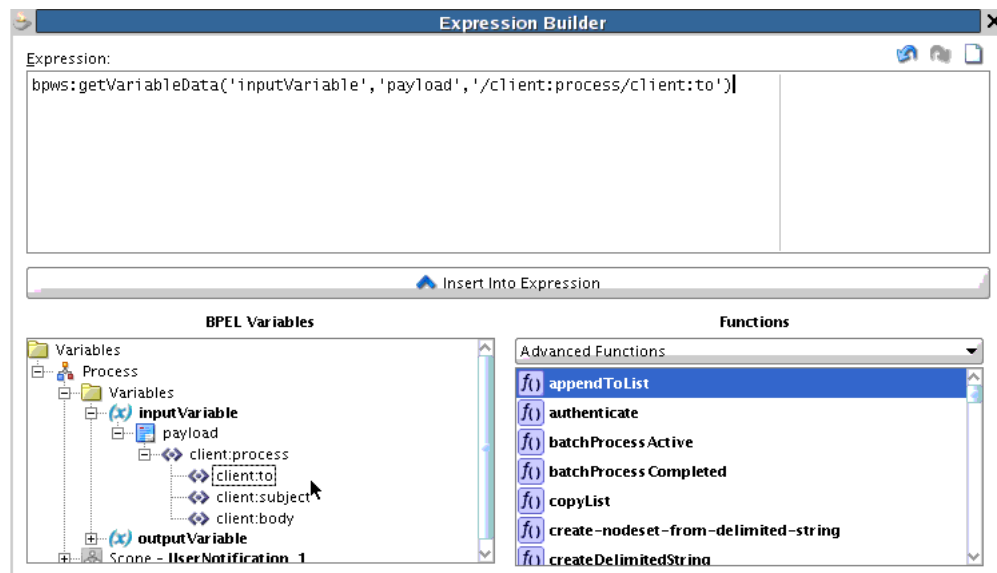 Expression Builder
Expression:
bpws:getVariableData('inputVariable','payload','/client:process/client:to')
Insert Into Expression
BPEL Variables
Variables
Process
Variables
(x) inputVariable
payload
client:process
client:to
client:subject
client:body
(x) outputVariable
Scope - UserNotification_1
Functions
Advanced Functions
f() appendToList
f() authenticate
f() batchProcessActive
f() batchProcessCompleted
f() copyList
f() create-nodeset-from-delimited-string
f() createDelimitedString